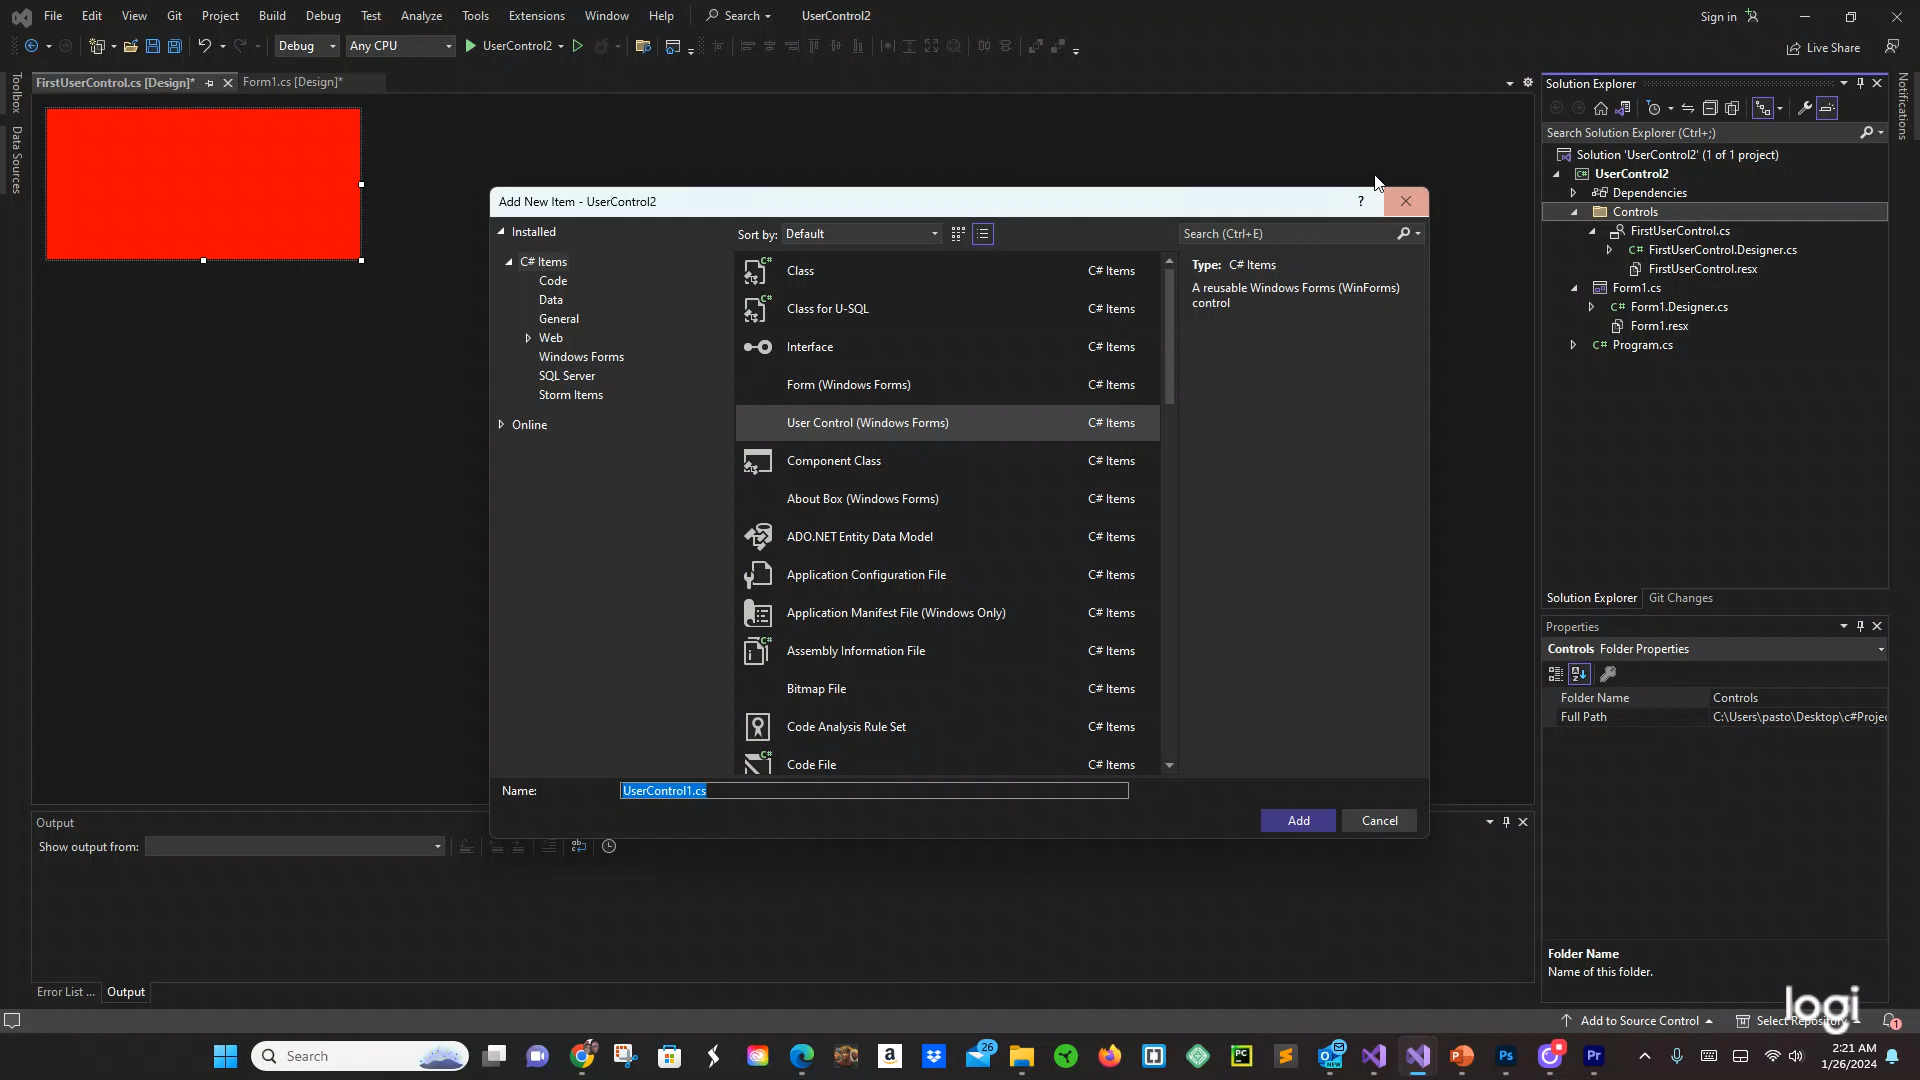 File Edit View Git Project Build Debug Test Analyze Tools Extensions Window Help Search UserControl2 Sign in
Debug Any CPU UserControl2 Live Share
FirstUserControl.cs [Design]* Form1.cs [Design]*
Toolbox
Data Sources
Add New Item - UserControl2 ?
Installed
C# Items
Code
Data
General
Web
Windows Forms
SQL Server
Storm Items
Online
Sort by: Default Search (Ctrl+E)
Class C# Items
Class for U-SQL C# Items
Interface C# Items
Form (Windows Forms) C# Items
User Control (Windows Forms) C# Items
Component Class C# Items
About Box (Windows Forms) C# Items
ADO.NET Entity Data Model C# Items
Application Configuration File C# Items
Application Manifest File (Windows Only) C# Items
Assembly Information File C# Items
Bitmap File C# Items
Code Analysis Rule Set C# Items
Code File C# Items
Type: C# Items
A reusable Windows Forms (WinForms)
control
Name: UserControl1.cs
Add Cancel
Solution Explorer
Search Solution Explorer (Ctrl+;)
Solution 'UserControl2' (1 of 1 project)
C# UserControl2
Dependencies
Controls
FirstUserControl.cs
C# FirstUserControl.Designer.cs
FirstUserControl.resx
Form1.cs
C# Form1.Designer.cs
Form1.resx
C# Program.cs
Solution Explorer Git Changes
Notifications
Properties
Controls Folder Properties
Folder Name Controls
Full Path C:\Users\pasto\Desktop\c#Projec
Folder Name
Name of this folder.
Output
Show output from:
Error List ... Output
logi
Add to Source Control Select Repository 1
Search 26 NEW PC Ps Pr
2:21 AM
1/26/2024